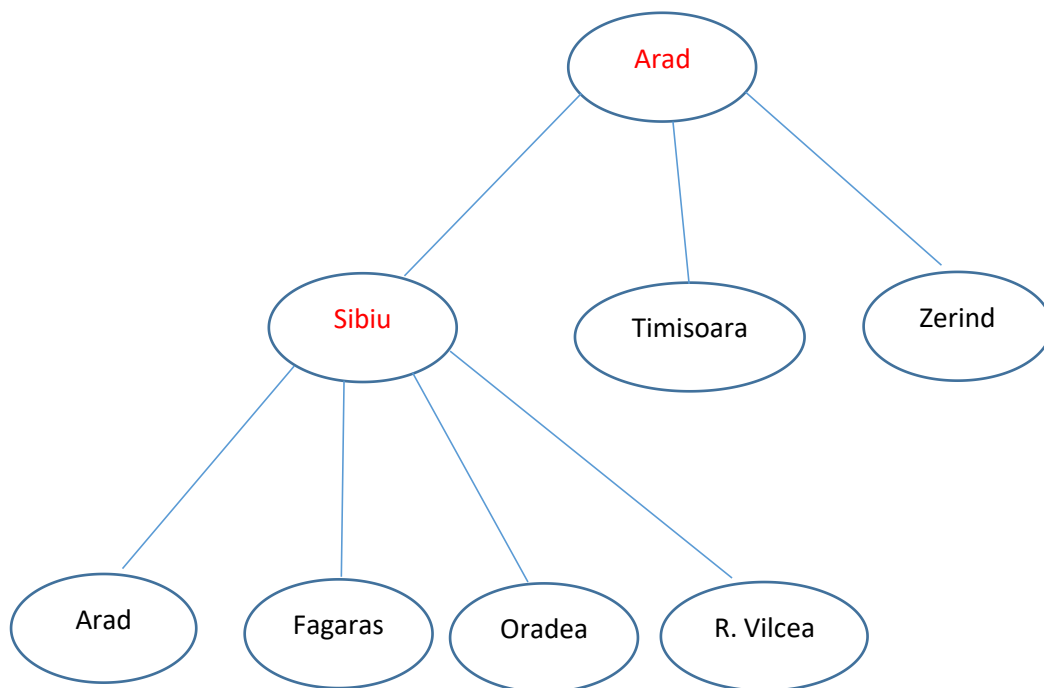 Arad
Sibiu
Timisoara
Zerind
Arad
Fagaras
Oradea
R. Vilcea